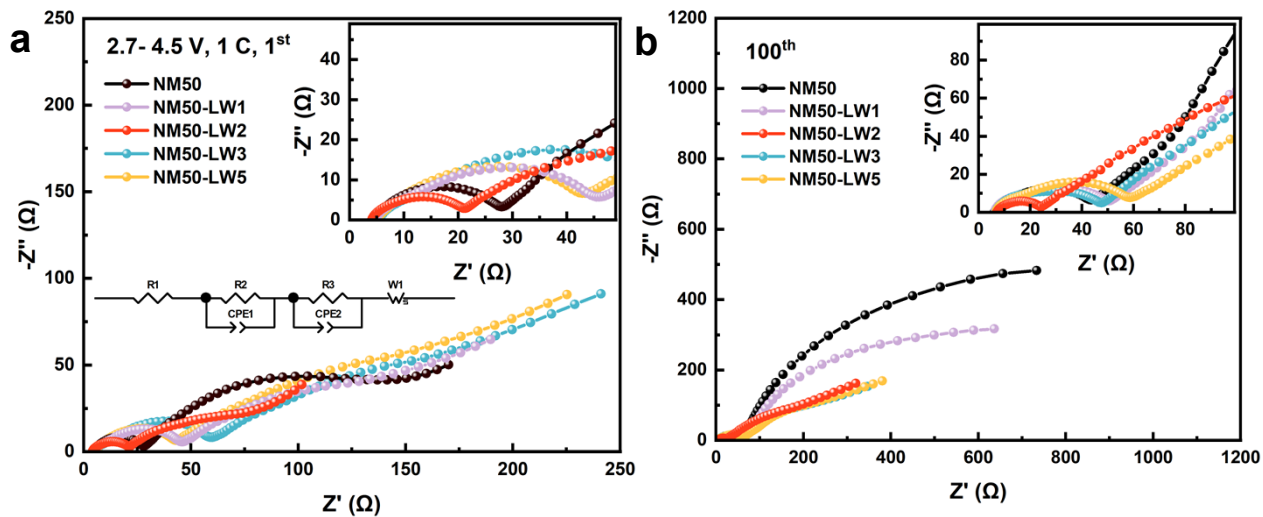 a
2.7- 4.5 V, 1 C, 1st
NM50
NM50-LW1
NM50-LW2
NM50-LW3
NM50-LW5
-Z'' (Ω)
250
200
150
100
50
0
0 50 100 150 200 250
Z' (Ω)
-Z'' (Ω)
40
30
20
10
0
0 10 20 30 40
Z' (Ω)
R1 R2 R3 W1
CPE1 CPE2 s
b
100th
NM50
NM50-LW1
NM50-LW2
NM50-LW3
NM50-LW5
-Z'' (Ω)
1200
1000
800
600
400
200
0
0 200 400 600 800 1000 1200
Z' (Ω)
-Z'' (Ω)
80
60
40
20
0
0 20 40 60 80
Z' (Ω)